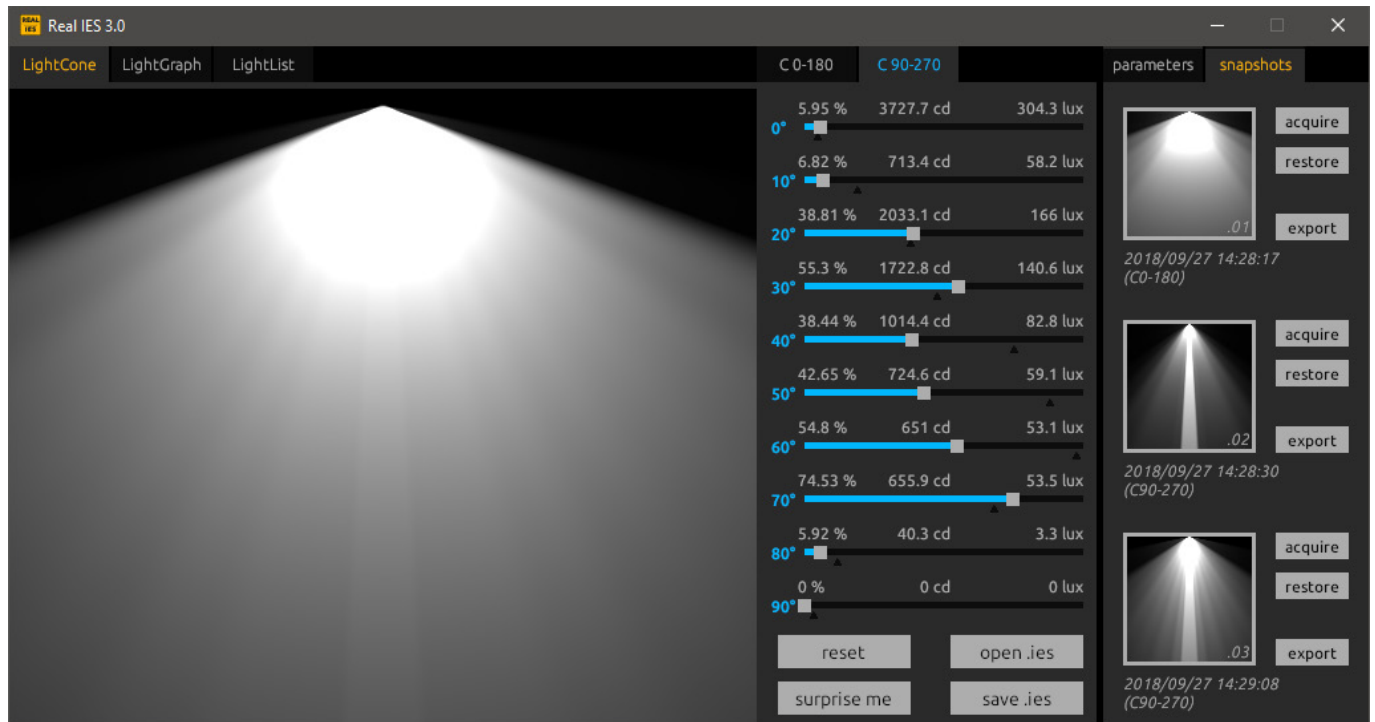 REAL IES Real IES 3.0
LightCone LightGraph LightList C 0-180 C 90-270 parameters snapshots
5.95 % 3727.7 cd 304.3 lux
0°
6.82 % 713.4 cd 58.2 lux
10°
38.81 % 2033.1 cd 166 lux
20°
55.3 % 1722.8 cd 140.6 lux
30°
38.44 % 1014.4 cd 82.8 lux
40°
42.65 % 724.6 cd 59.1 lux
50°
54.8 % 651 cd 53.1 lux
60°
74.53 % 655.9 cd 53.5 lux
70°
5.92 % 40.3 cd 3.3 lux
80°
0 % 0 cd 0 lux
90°
reset open .ies
surprise me save .ies
acquire
restore
.01 export
2018/09/27 14:28:17
(C0-180)
acquire
restore
.02 export
2018/09/27 14:28:30
(C90-270)
acquire
restore
.03 export
2018/09/27 14:29:08
(C90-270)